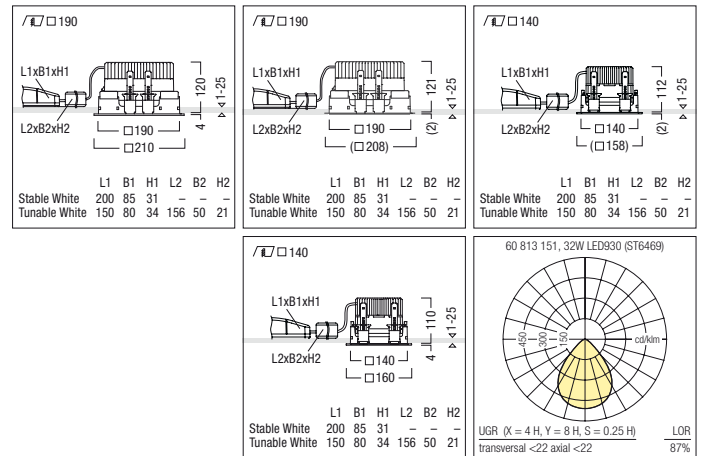 □190
L1xB1xH1
L2xB2xH2
120
1-25
4
□190
□210
L1 B1 H1 L2 B2 H2
Stable White 200 85 31 – – –
Tunable White 150 80 34 156 50 21
□190
L1xB1xH1
L2xB2xH2
121
1-25
(2)
□190
(□208)
L1 B1 H1 L2 B2 H2
Stable White 200 85 31 – – –
Tunable White 150 80 34 156 50 21
□140
L1xB1xH1
L2xB2xH2
112
1-25
(2)
□140
(□158)
L1 B1 H1 L2 B2 H2
Stable White 200 85 31 – – –
Tunable White 150 80 34 156 50 21
□140
L1xB1xH1
L2xB2xH2
110
1-25
4
□140
□160
L1 B1 H1 L2 B2 H2
Stable White 200 85 31 – – –
Tunable White 150 80 34 156 50 21
60 813 151, 32W LED930 (ST6469)
450 300 150 cd/klm
UGR (X = 4 H, Y = 8 H, S = 0.25 H) LOR
transversal <22 axial <22 87%